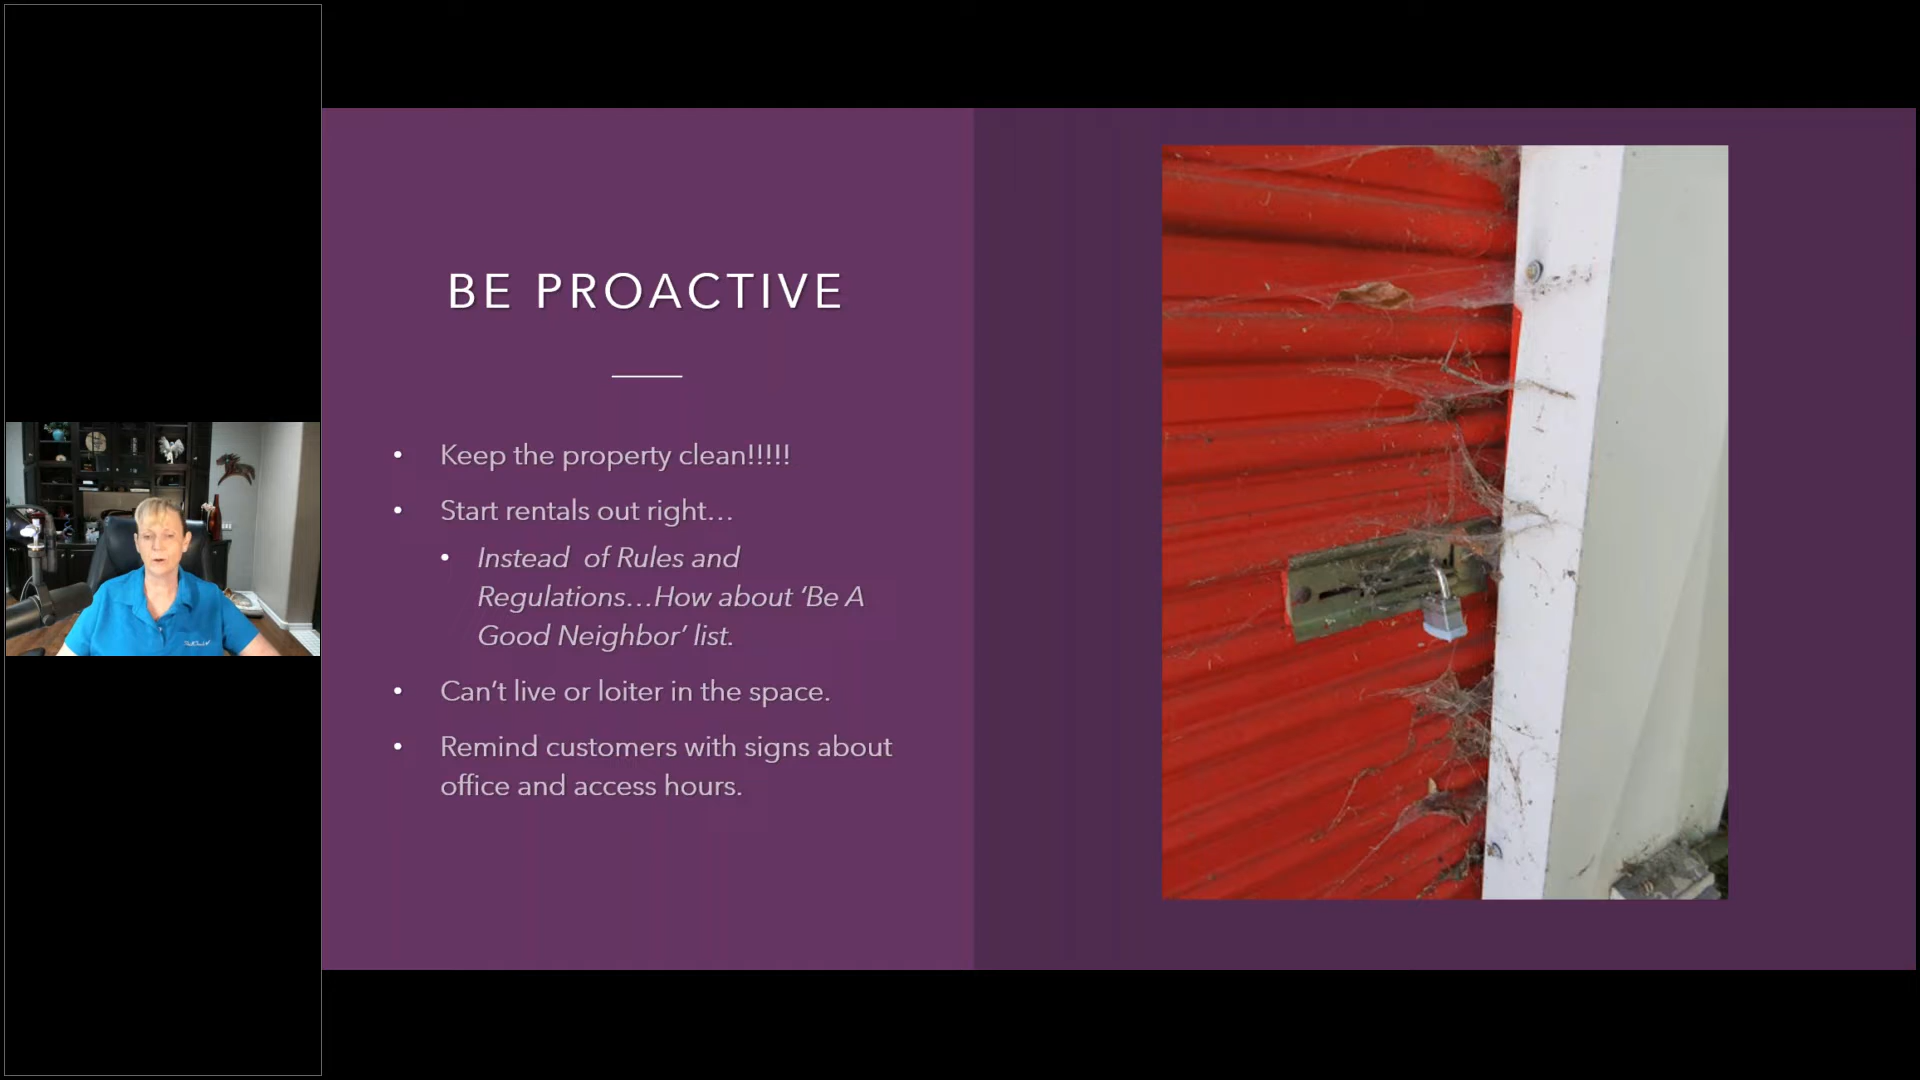 BE PROACTIVE
• Keep the property clean!!!!!
• Start rentals out right…
• Instead  of Rules and
Regulations…How about ‘Be A
Good Neighbor’ list.
• Can’t live or loiter in the space.
• Remind customers with signs about
office and access hours.